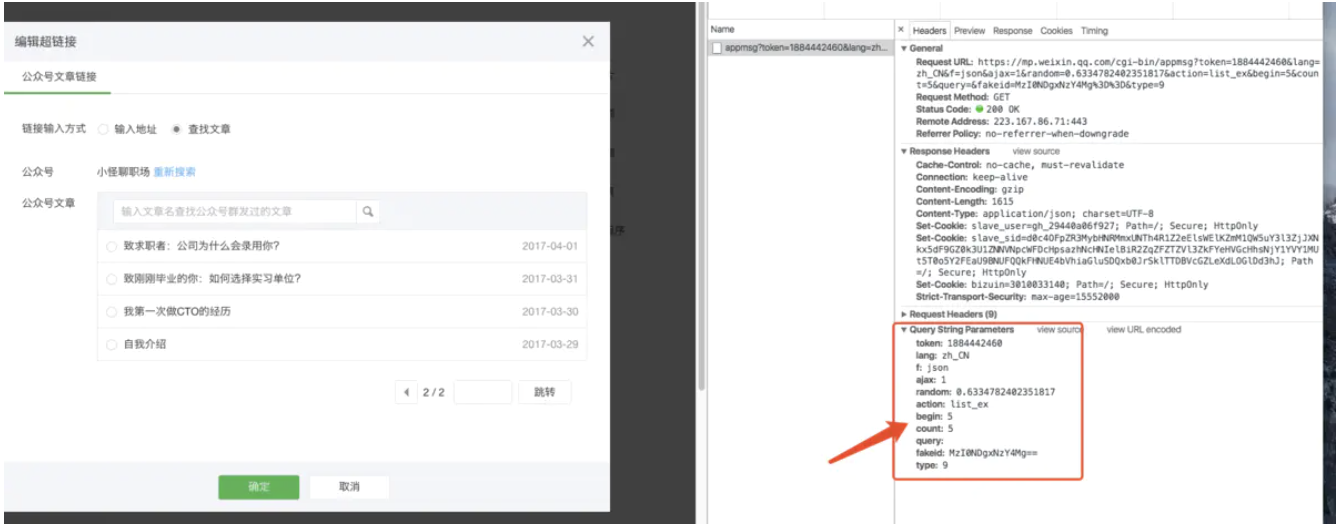 编辑超链接
公众号文章链接
链接输入方式 输入地址 查找文章
公众号 小怪聊职场 重新搜索
公众号文章
输入文章名查找公众号群发过的文章
致求职者：公司为什么会录用你? 2017-04-01
致刚刚毕业的你：如何选择实习单位? 2017-03-31
我第一次做CTO的经历 2017-03-30
自我介绍 2017-03-29
2 / 2 跳转
确定 取消
Name
appmsg?token=1884442460&lang=zh...
Headers Preview Response Cookies Timing
General
Request URL: https://mp.weixin.qq.com/cgi-bin/appmsg?token=1884442460&lang=
zh_CN&f=json&ajax=1&random=0.6334782402351817&action=list_ex&begin=5&coun
t=5&query=&fakeid=MzI0NDgxNzY4Mg%3D%3D&type=9
Request Method: GET
Status Code: 200 OK
Remote Address: 223.167.86.71:443
Referrer Policy: no-referrer-when-downgrade
Response Headers view source
Cache-Control: no-cache, must-revalidate
Connection: keep-alive
Content-Encoding: gzip
Content-Length: 1615
Content-Type: application/json; charset=UTF-8
Set-Cookie: slave_user=gh_29440a06f927; Path=/; Secure; HttpOnly
Set-Cookie:
=/; Secure; HttpOnly
Set-Cookie: bizuin=3010033140; Path=/; Secure; HttpOnly
Strict-Transport-Security: max-age=15552000
Request Headers (9)
Query String Parameters view source view URL encoded
token: 1884442460
lang: zh_CN
f: json
ajax: 1
random: 0.6334782402351817
action: list_ex
begin: 5
count: 5
query:
fakeid: MzI0NDgxNzY4Mg==
type: 9